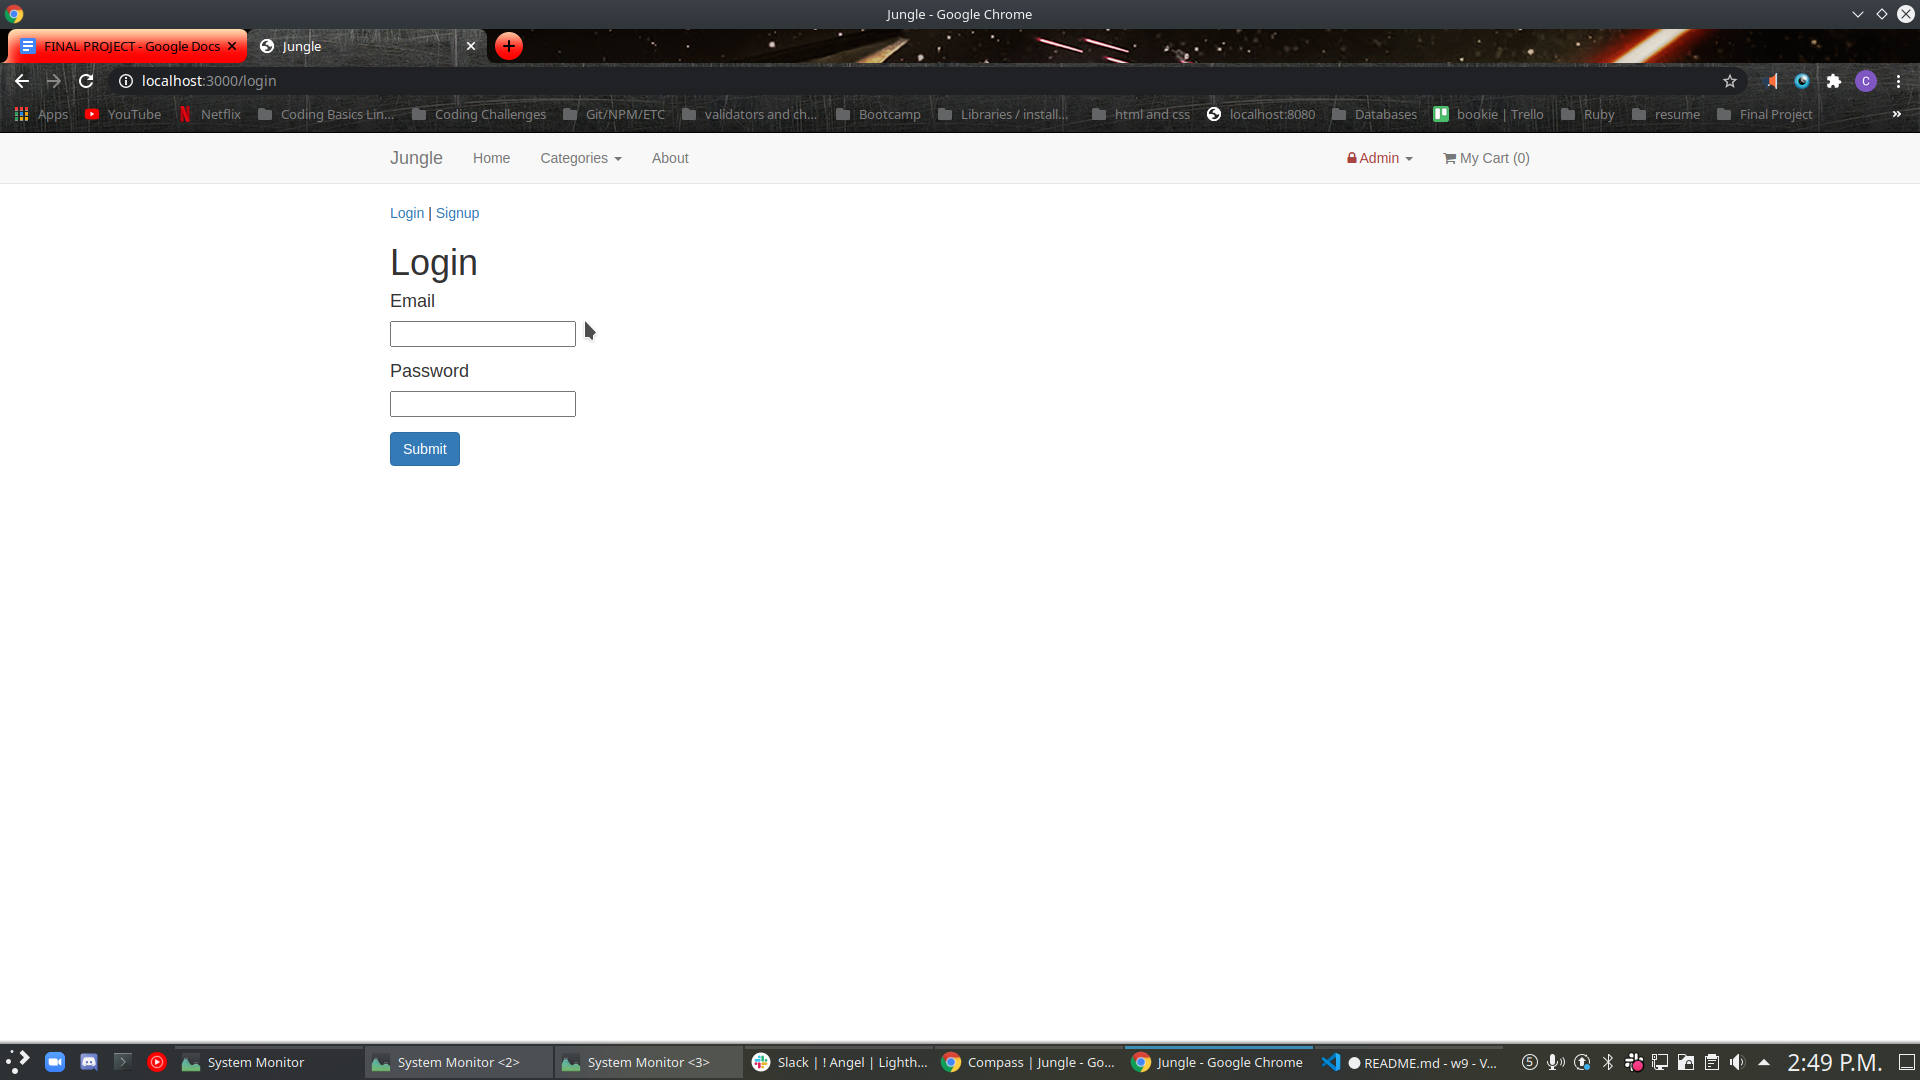 Jungle - Google Chrome
FINAL PROJECT - Google Docs
Jungle
localhost:3000/login
C
Apps YouTube Netflix Coding Basics Lin... Coding Challenges Git/NPM/ETC validators and ch... Bootcamp Libraries / install... html and css localhost:8080 Databases bookie | Trello Ruby resume Final Project »
Jungle Home Categories About Admin My Cart (0)
Login | Signup
Login
Email
Password
Submit
System Monitor System Monitor <2> System Monitor <3> Slack | ! Angel | Lighth... Compass | Jungle - Go... Jungle - Google Chrome README.md - w9 - V... 5 2:49 P.M.